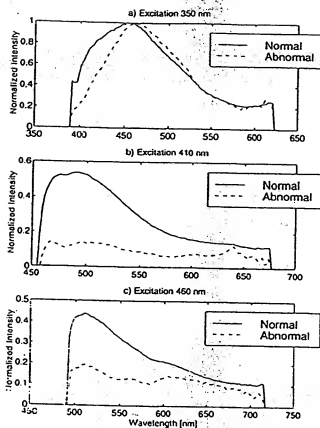 a) Excitation 350 nm
Normalized Intensity
1
0.8
0.6
0.4
0.2
0
Normal
Abnormal
350 400 450 500 550 600 650
b) Excitation 410 nm
Normalized Intensity
0.6
0.4
0.2
0
Normal
Abnormal
450 500 550 600 650 700
c) Excitation 460 nm
Normalized Intensity
0.5
0.4
0.3
0.2
0.1
0
Normal
Abnormal
450 500 550 600 650 700 750
Wavelength [nm]